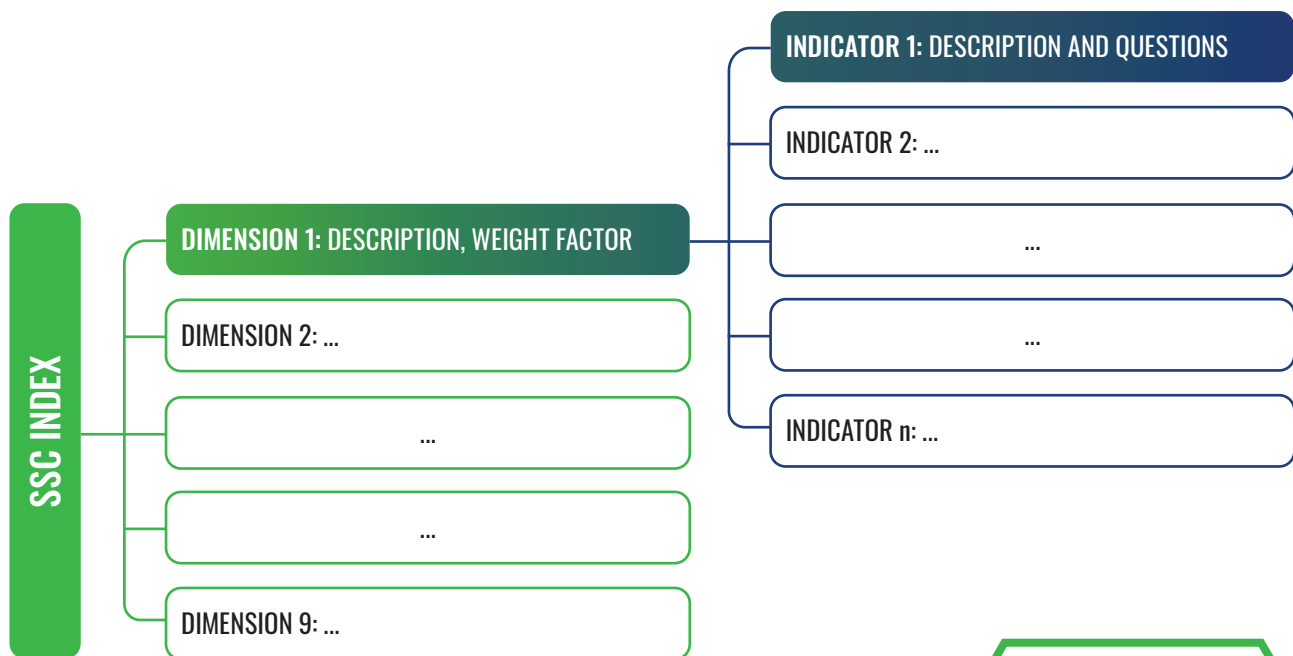 SSC INDEX
DIMENSION 1: DESCRIPTION, WEIGHT FACTOR
DIMENSION 2: ...
...
...
DIMENSION 9: ...
INDICATOR 1: DESCRIPTION AND QUESTIONS
INDICATOR 2: ...
...
...
INDICATOR n: ...